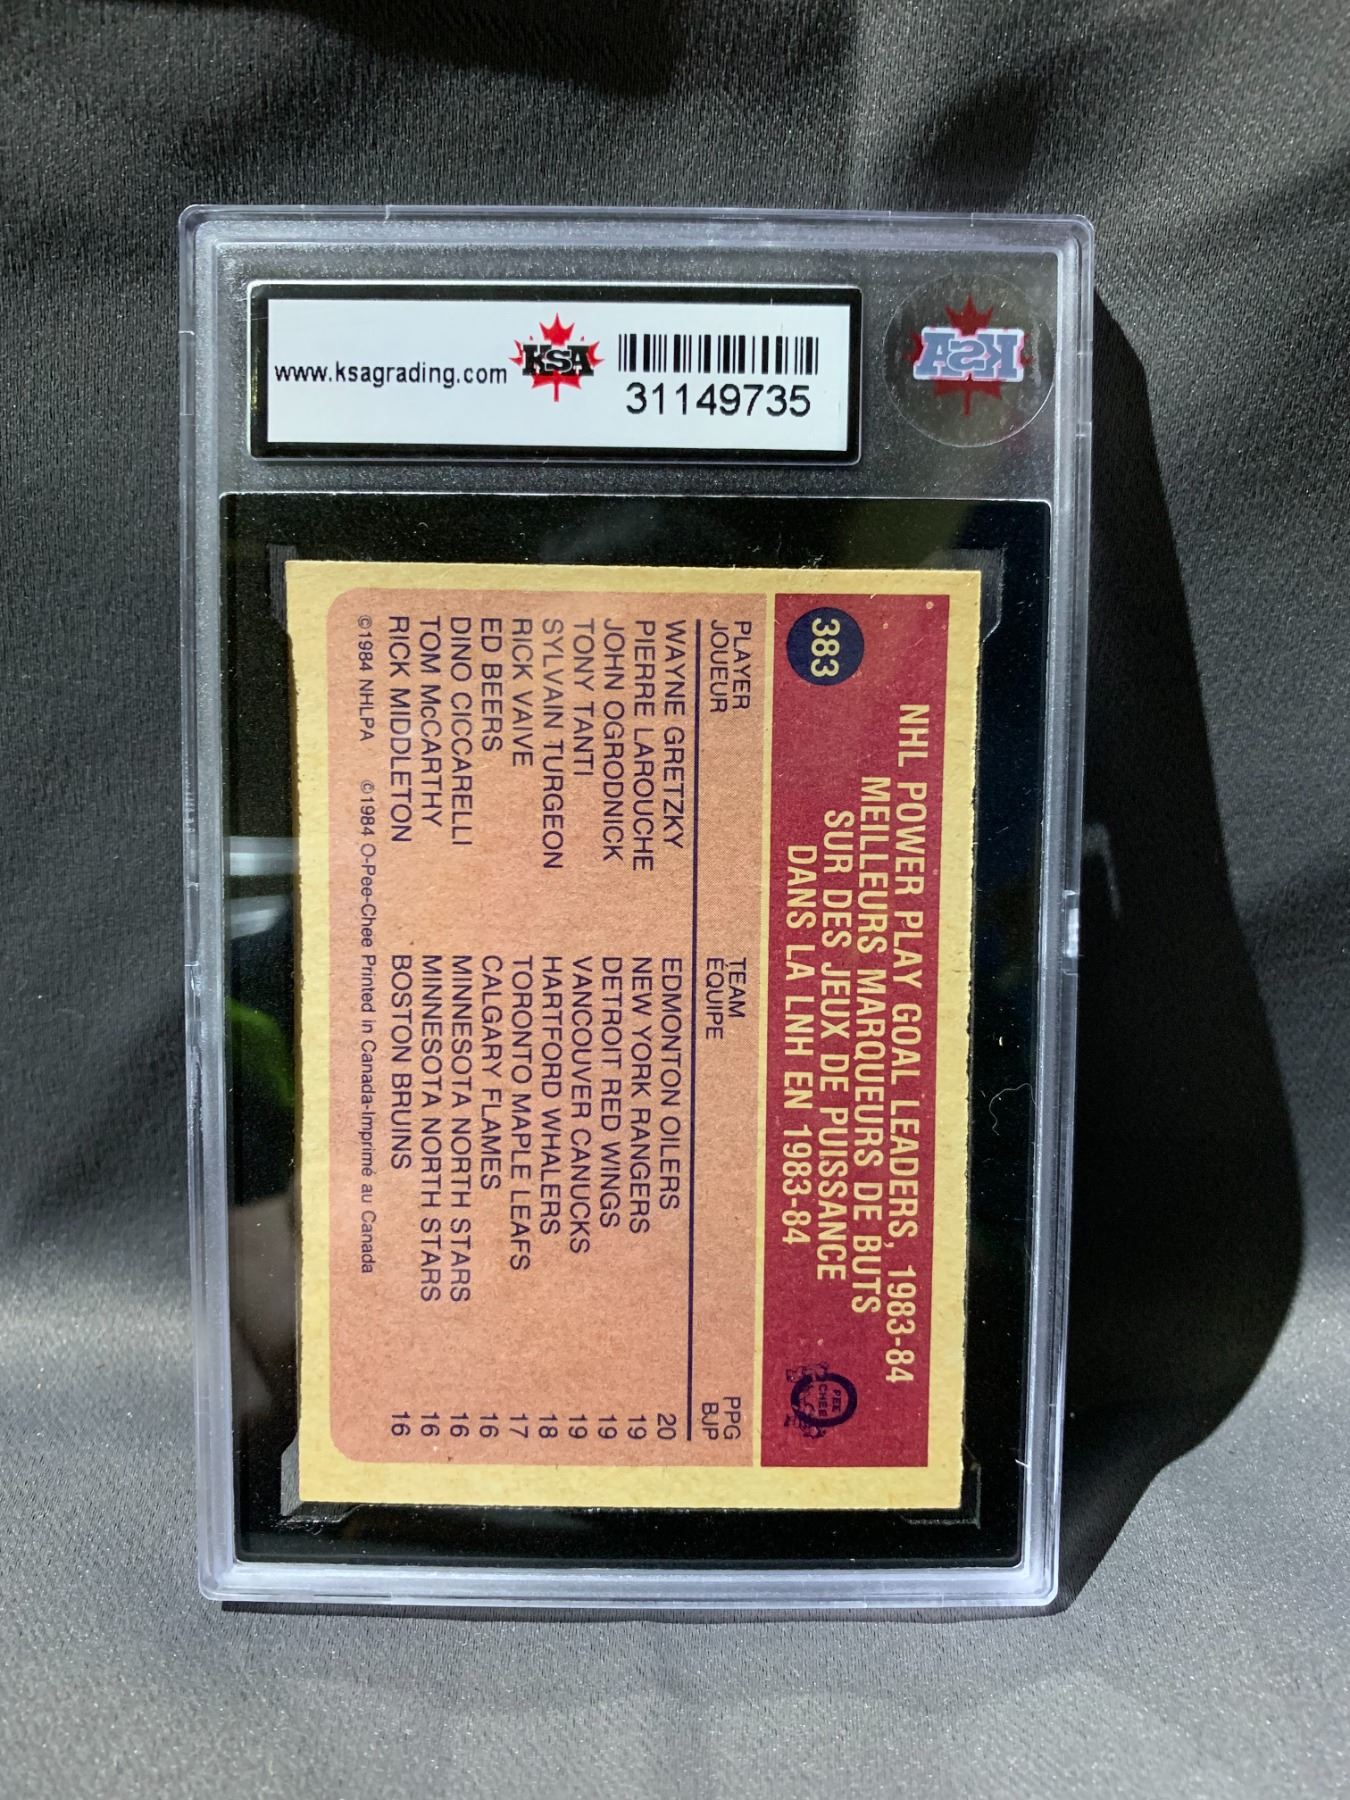 www.ksagrading.com
KSA
31149735
KSA
383
NHL POWER PLAY GOAL LEADERS, 1983-84
MEILLEURS MARQUEURS DE BUTS
SUR DES JEUX DE PUISSANCE
DANS LA LNH EN 1983-84
O
PEE
CHEE
PLAYER TEAM PPG
JOUEUR ÉQUIPE BJP
WAYNE GRETZKY EDMONTON OILERS 20
PIERRE LAROUCHE NEW YORK RANGERS 19
JOHN OGRODNICK DETROIT RED WINGS 19
TONY TANTI VANCOUVER CANUCKS 19
SYLVAIN TURGEON HARTFORD WHALERS 18
RICK VAIVE TORONTO MAPLE LEAFS 17
ED BEERS CALGARY FLAMES 16
DINO CICCARELLI MINNESOTA NORTH STARS 16
TOM McCARTHY MINNESOTA NORTH STARS 16
RICK MIDDLETON BOSTON BRUINS 16
©1984 NHLPA ©1984 O-Pee-Chee Printed in Canada-Imprimé au Canada